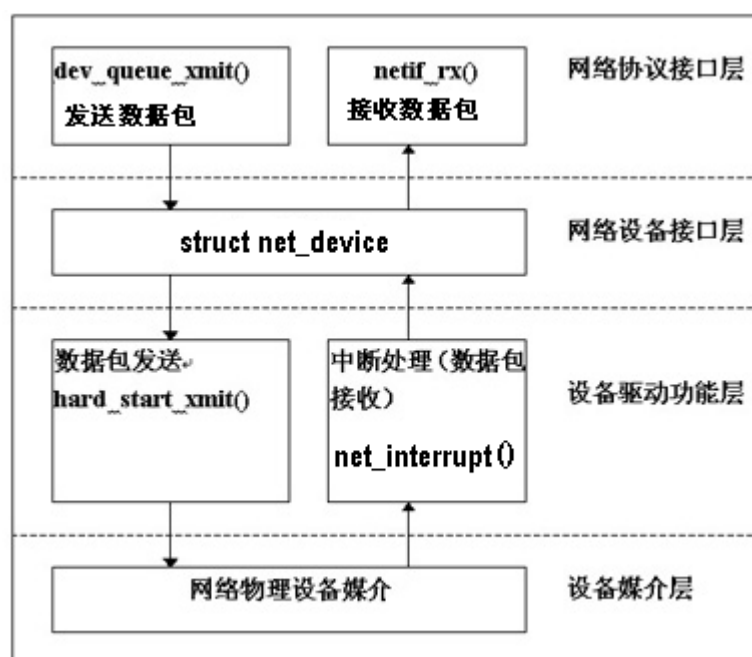 dev_queue_xmit()
发送数据包
netif_rx()
接收数据包
网络协议接口层
struct net_device
网络设备接口层
数据包发送↵
hard_start_xmit()
中断处理（数据包
接收）
net_interrupt()
设备驱动功能层
网络物理设备媒介
设备媒介层